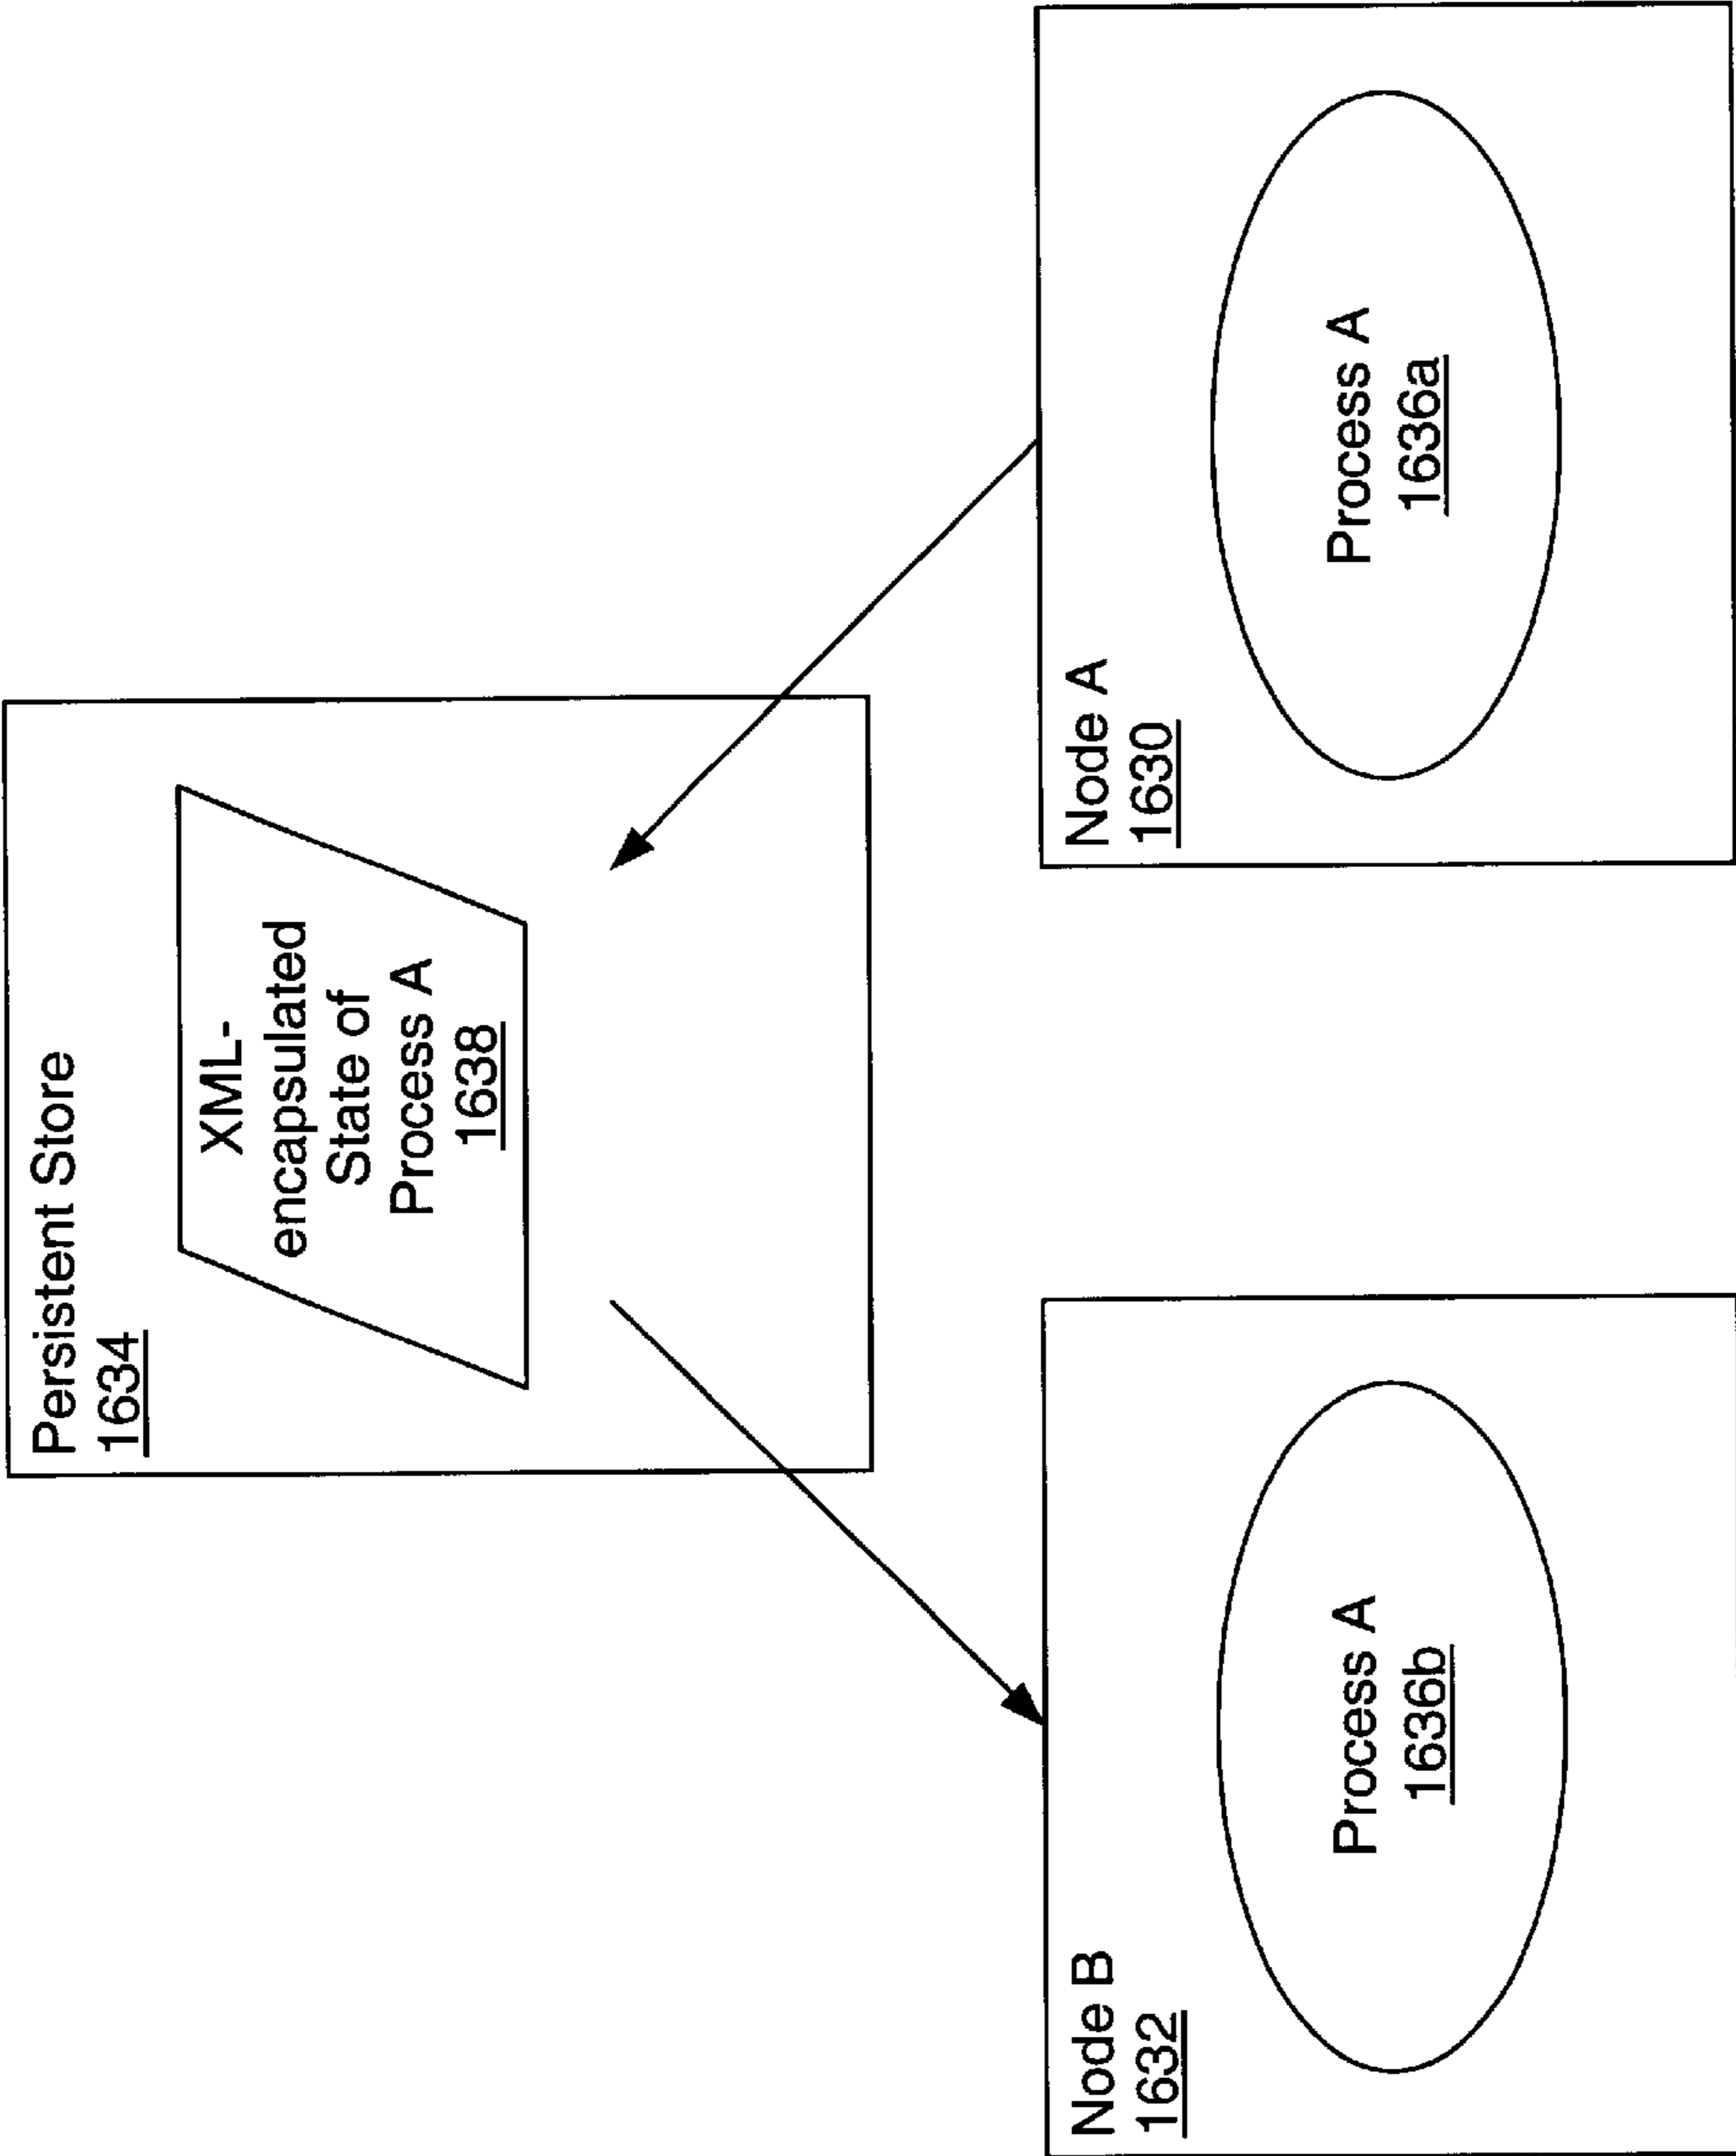 Persistent Store
1634
XML-
encapsulated
State of
Process A
1638
Node B
1632
Process A
1636b
Node A
1630
Process A
1636a